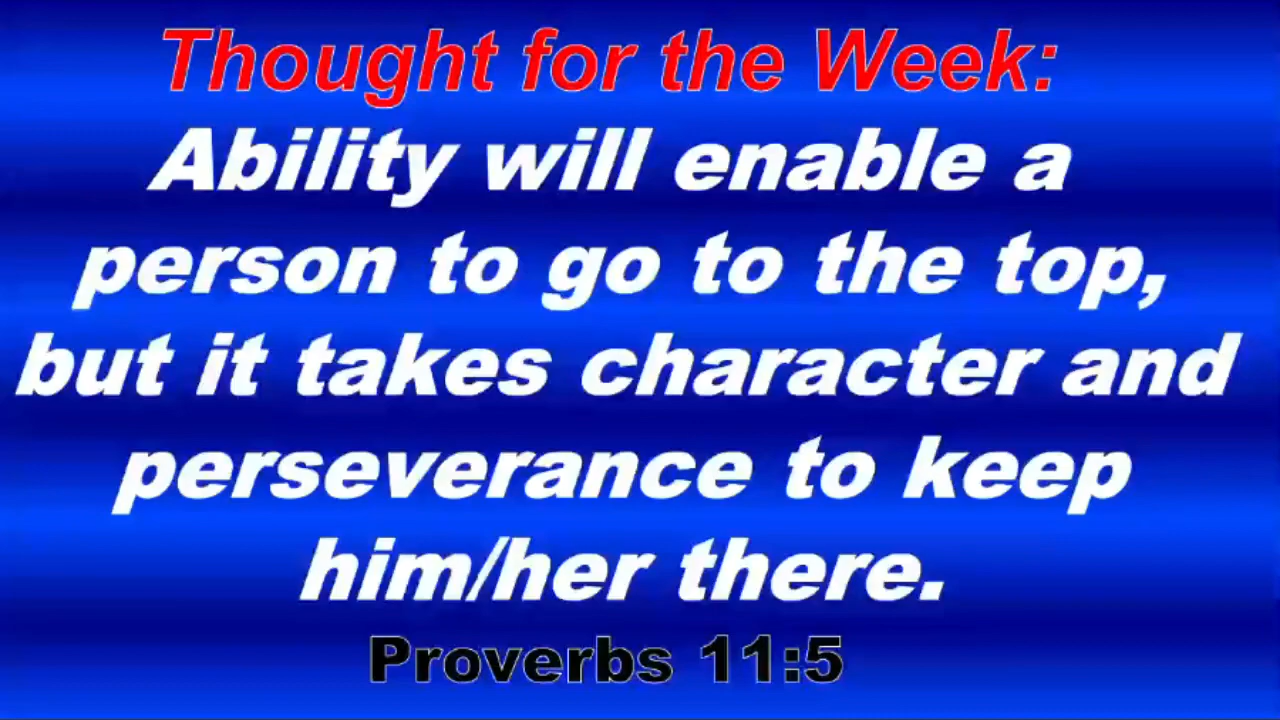 Thought for the Week:
Ability will enable a
person to go to the top,
but it takes character and
perseverance to keep
him/her there.
Proverbs 11:5